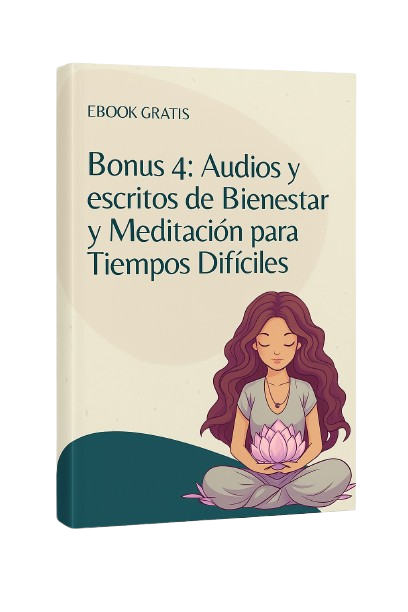 EBOOK GRATIS
Bonus 4: Audios y
escritos de Bienestar
y Meditación para
Tiempos Difíciles